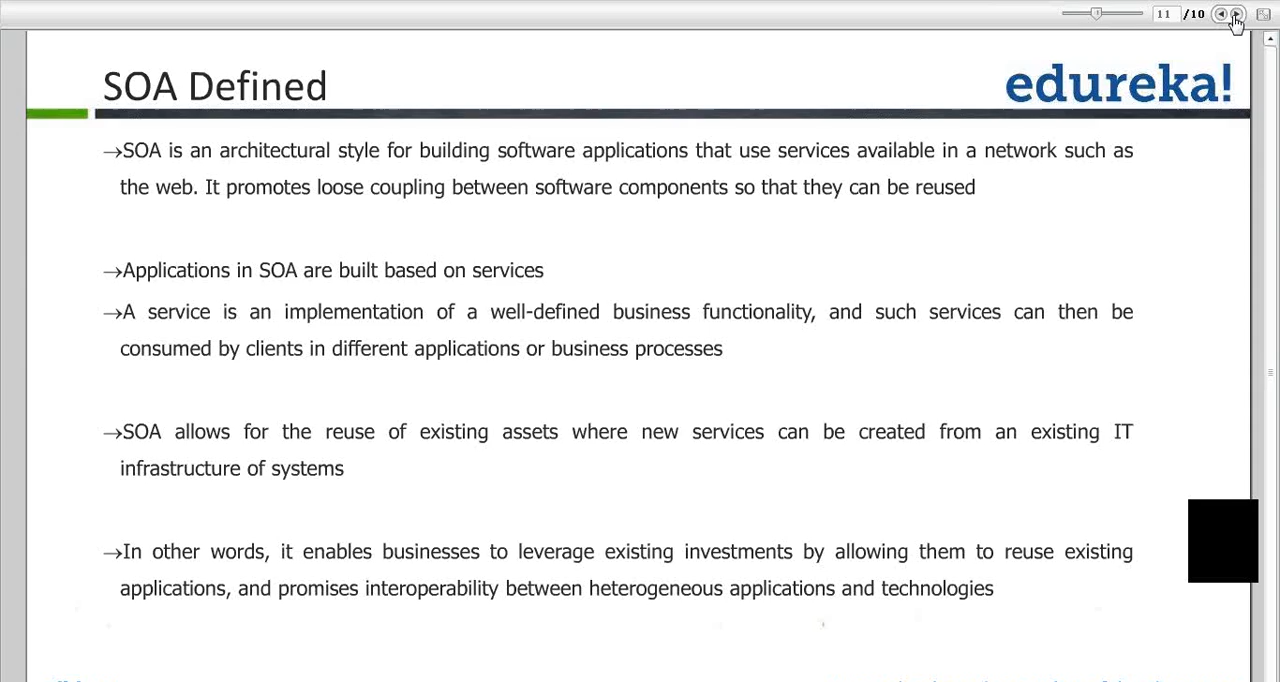 11 /10
SOA Defined
edureka!
→SOA is an architectural style for building software applications that use services available in a network such as
the web. It promotes loose coupling between software components so that they can be reused
→Applications in SOA are built based on services
→A service is an implementation of a well-defined business functionality, and such services can then be
consumed by clients in different applications or business processes
→SOA allows for the reuse of existing assets where new services can be created from an existing IT
infrastructure of systems
→In other words, it enables businesses to leverage existing investments by allowing them to reuse existing
applications, and promises interoperability between heterogeneous applications and technologies